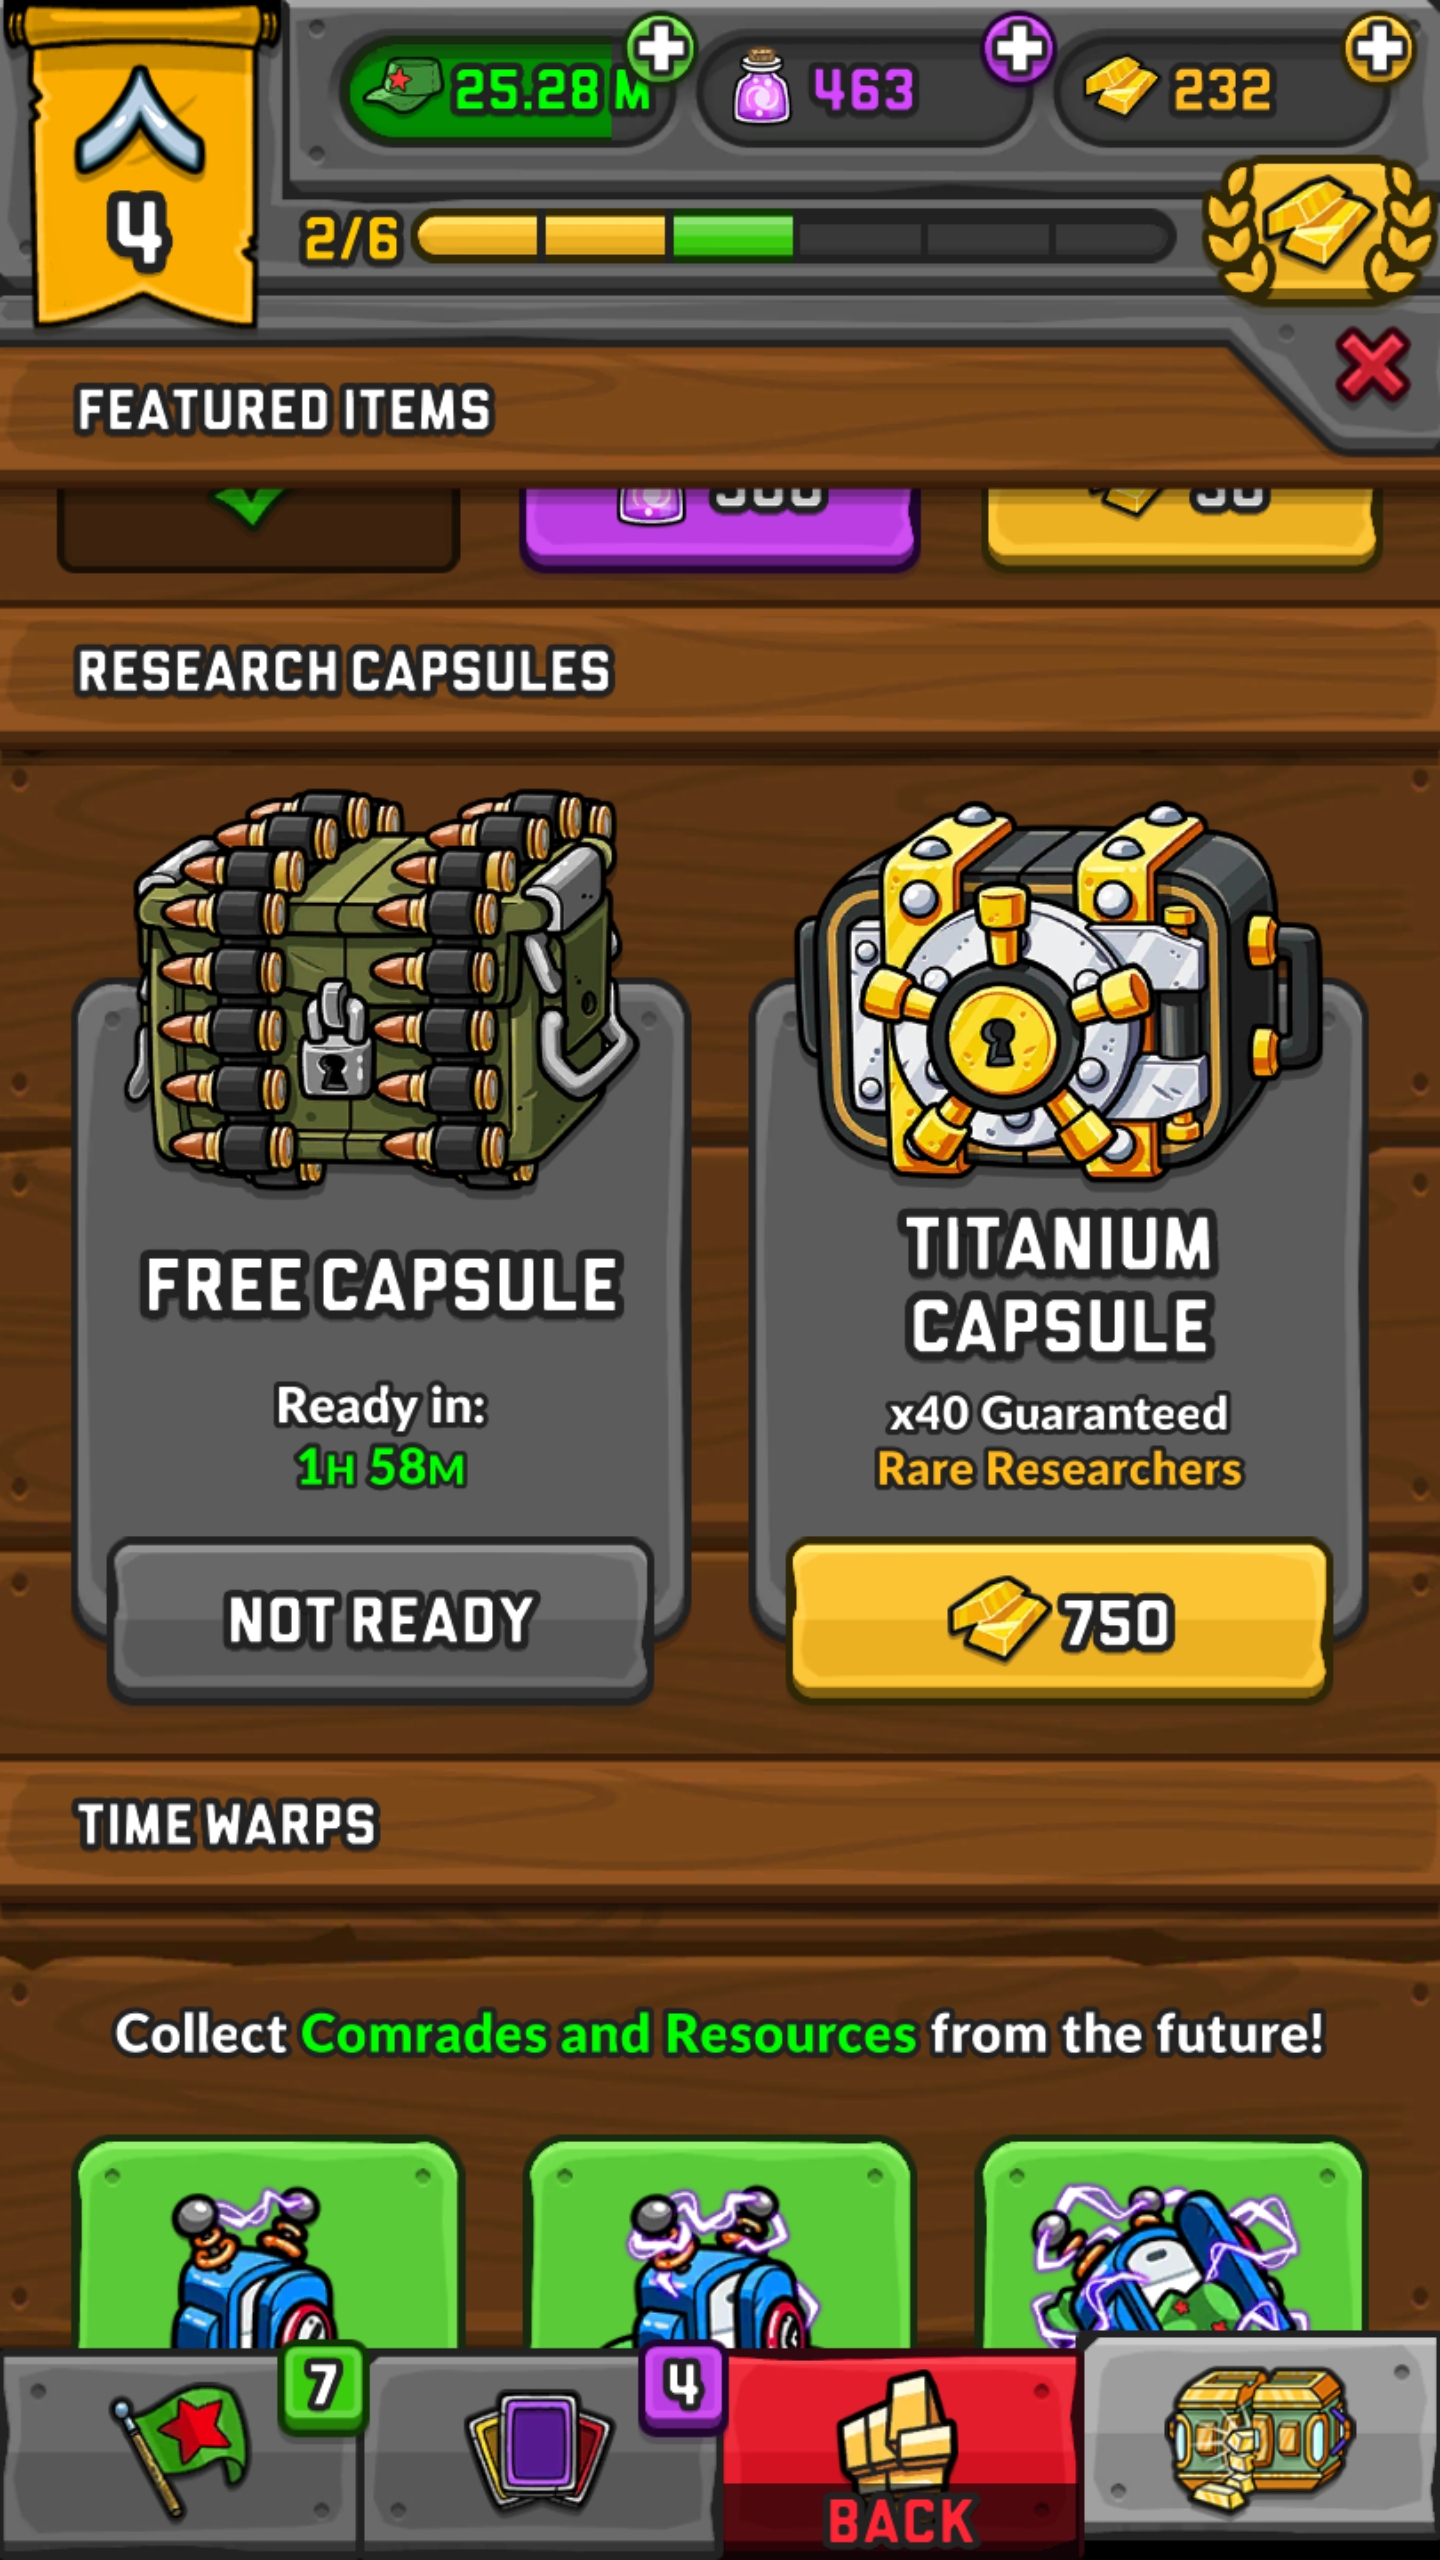 25.28 M
463
232
4
2/6
FEATURED ITEMS
RESEARCH CAPSULES
FREE CAPSULE
Ready in:
1H 58M
NOT READY
TITANIUM
CAPSULE
x40 Guaranteed
Rare Researchers
750
TIME WARPS
Collect Comrades and Resources from the future!
7
4
BACK